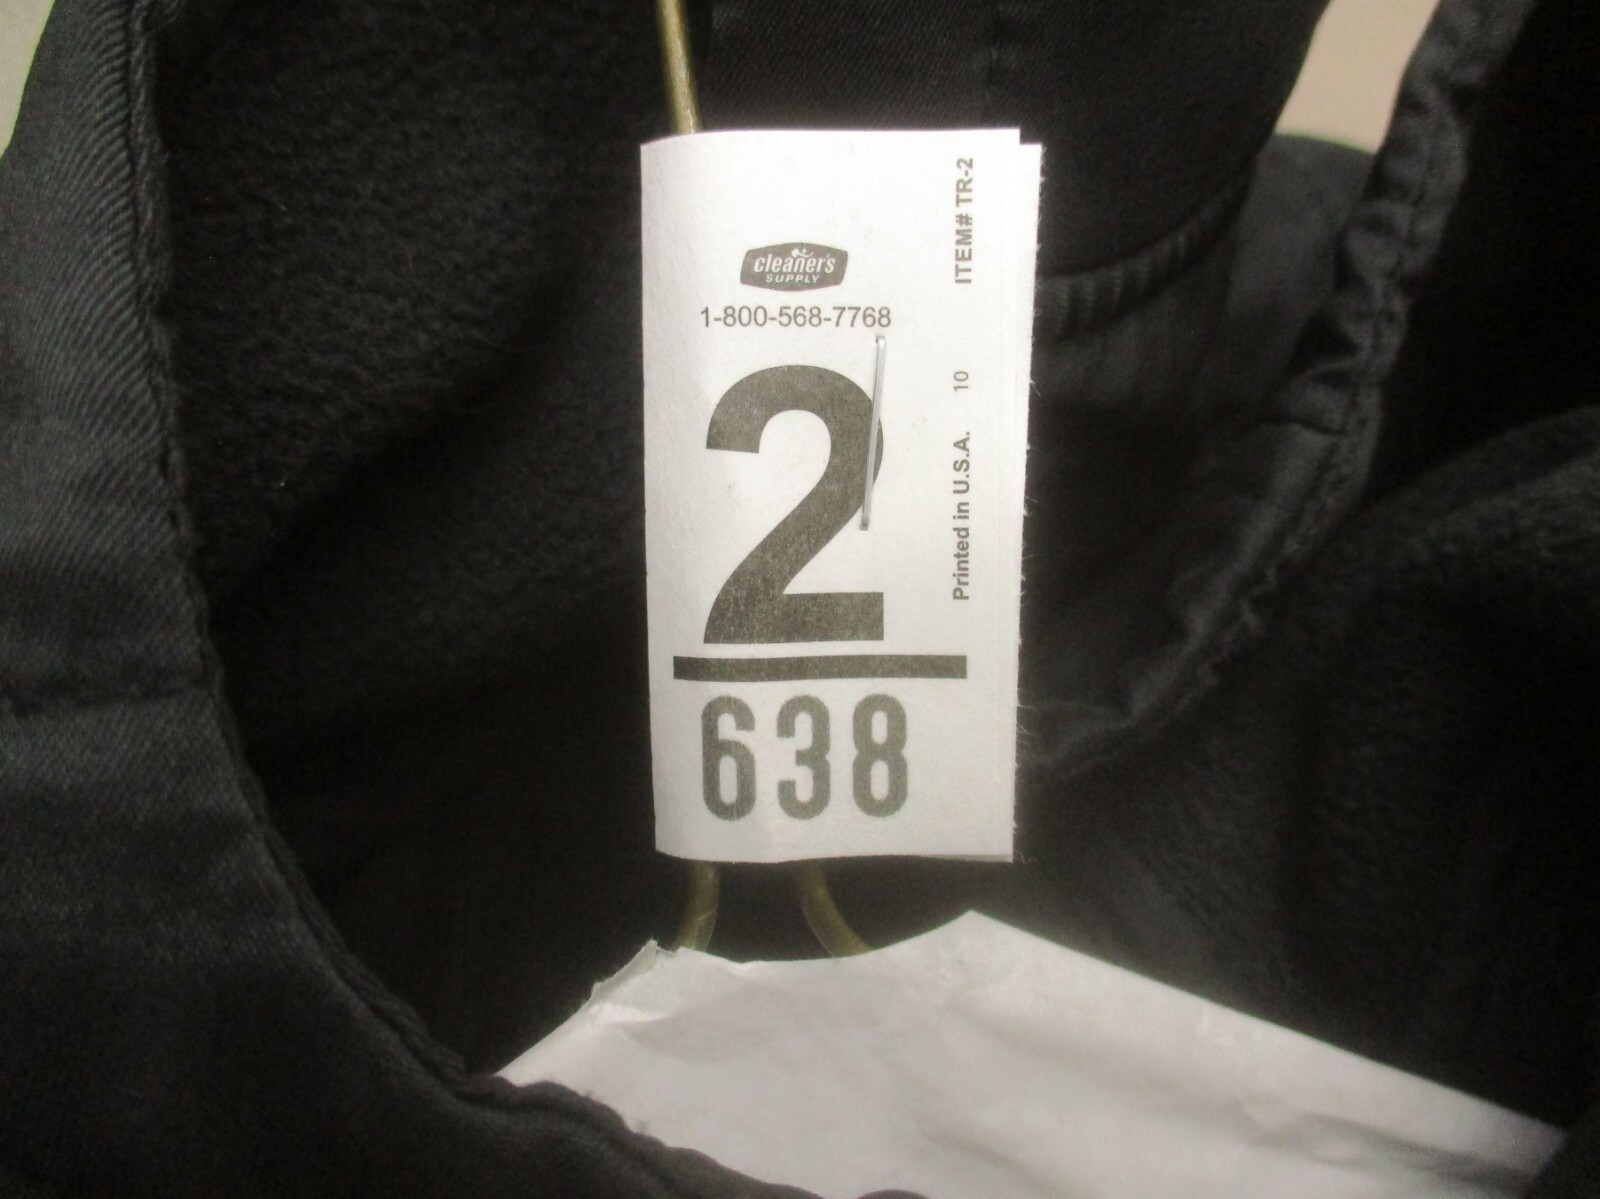 cleaner's
SUPPLY
1-800-568-7768
2
638
ITEM# TR-2
10
Printed in U.S.A.